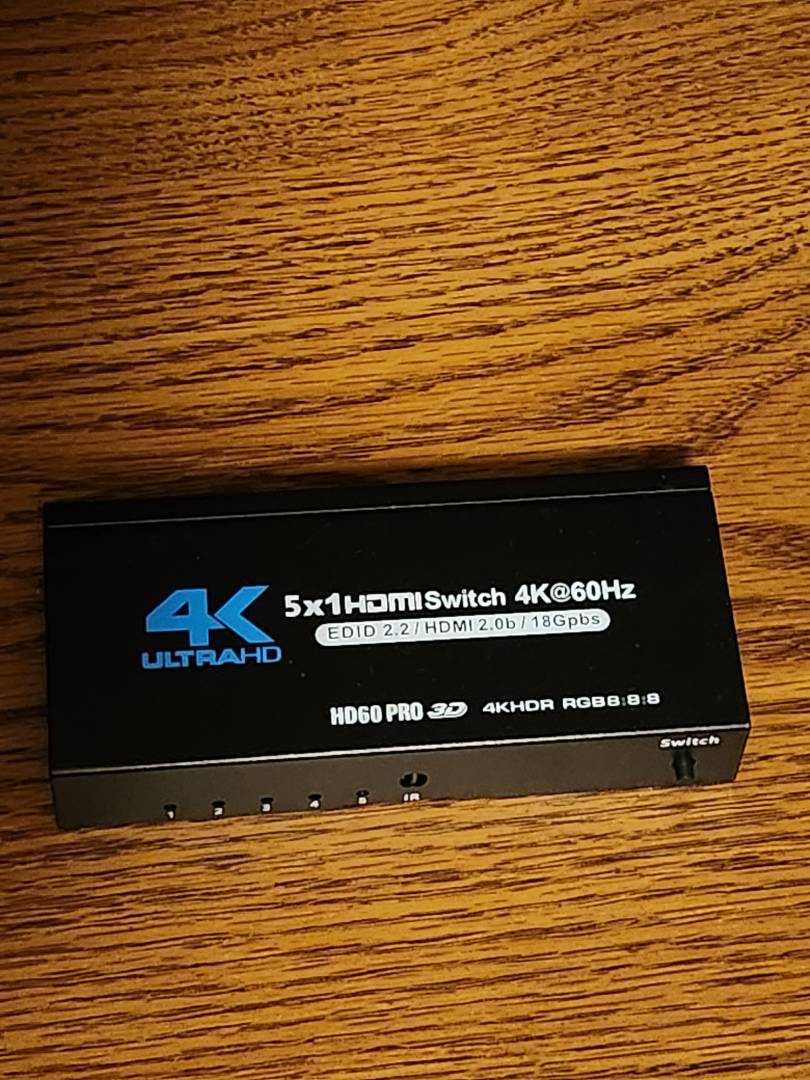 4K
ULTRAHD
5x1 HDMI Switch 4K@60Hz
EDID 2.2 / HDMI 2.0b / 18Gpbs
HD60 PRO 3D 4KHDR RGB8:8:8
Switch
1 2 3 4 5 IR